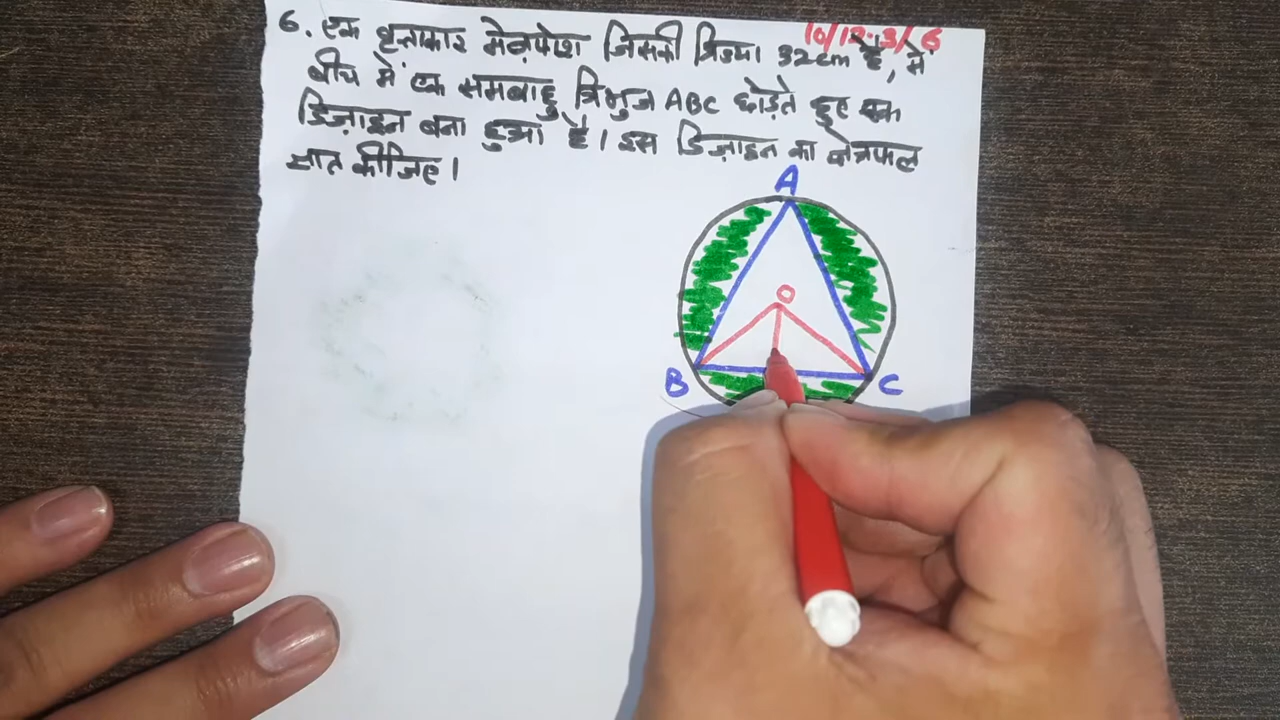 10/12.3/6
6. एक वृत्ताकार मेज़पोश जिसकी त्रिज्या 32cm है, में
बीच में एक समबाहु त्रिभुज ABC छोड़ते हुए एक
डिज़ाइन बना हुआ है। इस डिज़ाइन का क्षेत्रफल
ज्ञात कीजिए।
A
O
B C